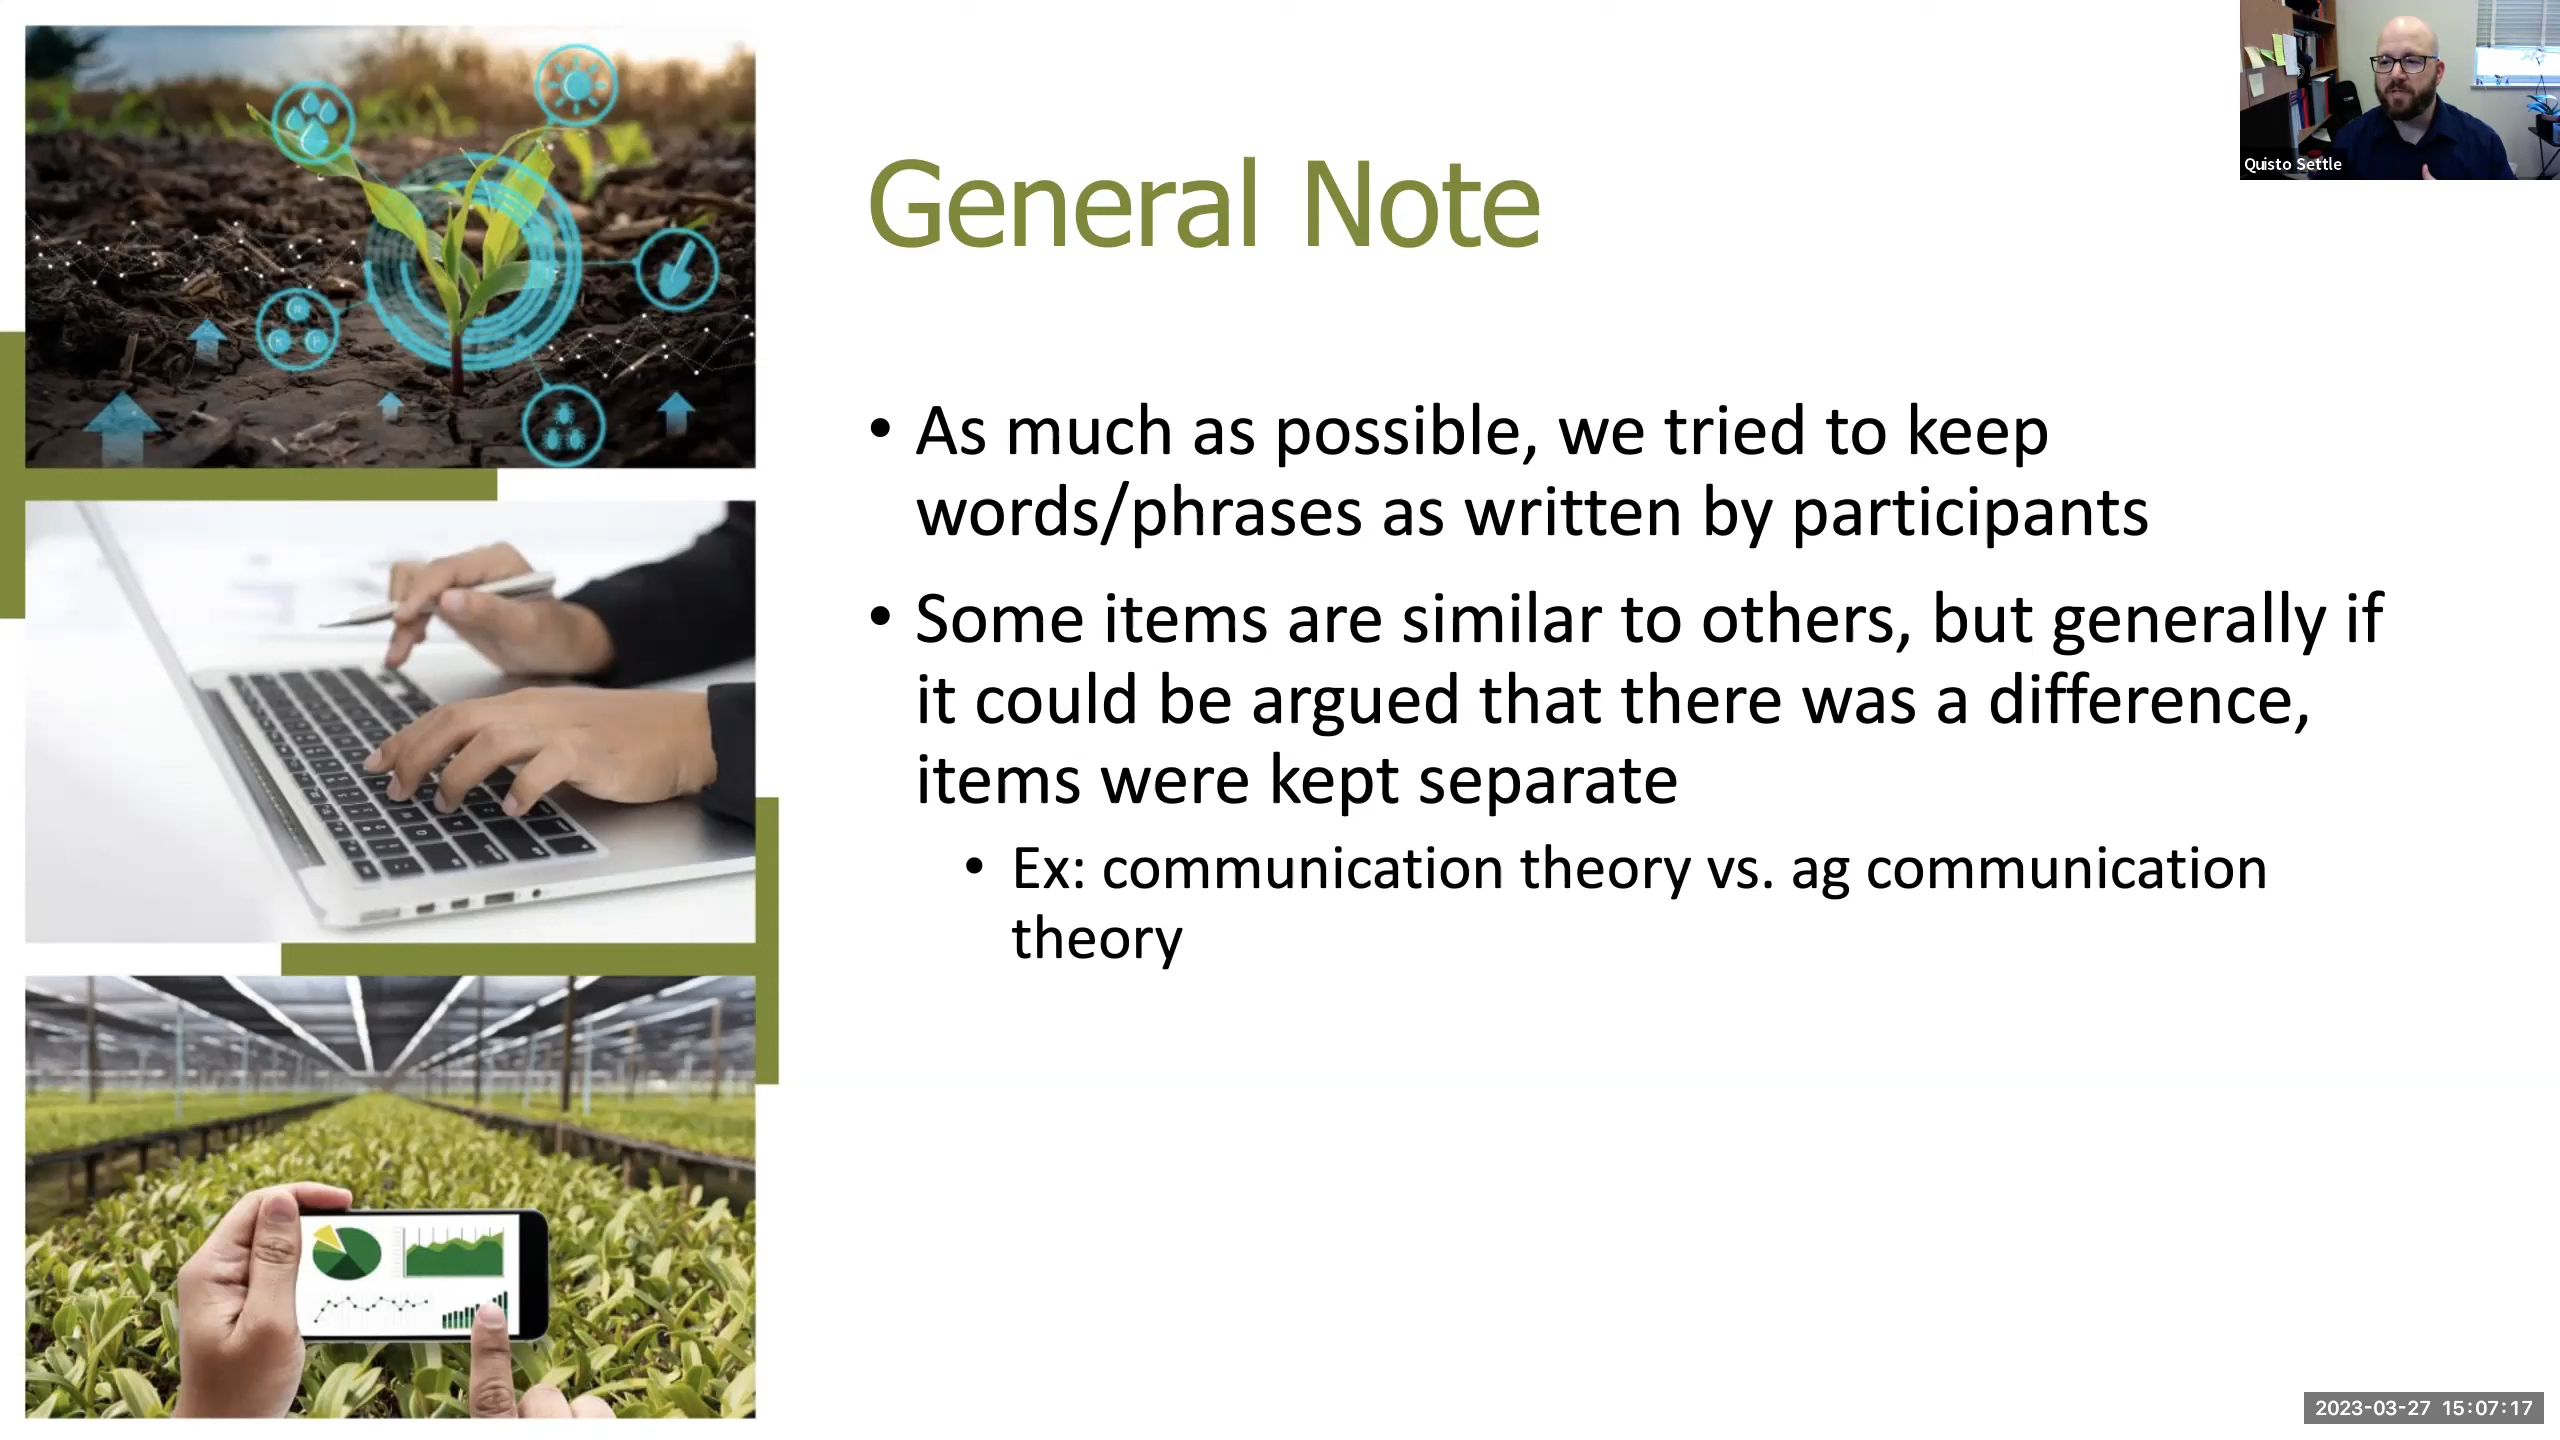 General Note
• As much as possible, we tried to keep
words/phrases as written by participants
• Some items are similar to others, but generally if
it could be argued that there was a difference,
items were kept separate
• Ex: communication theory vs. ag communication
theory
Quisto Settle
2023-03-27 15:07:17